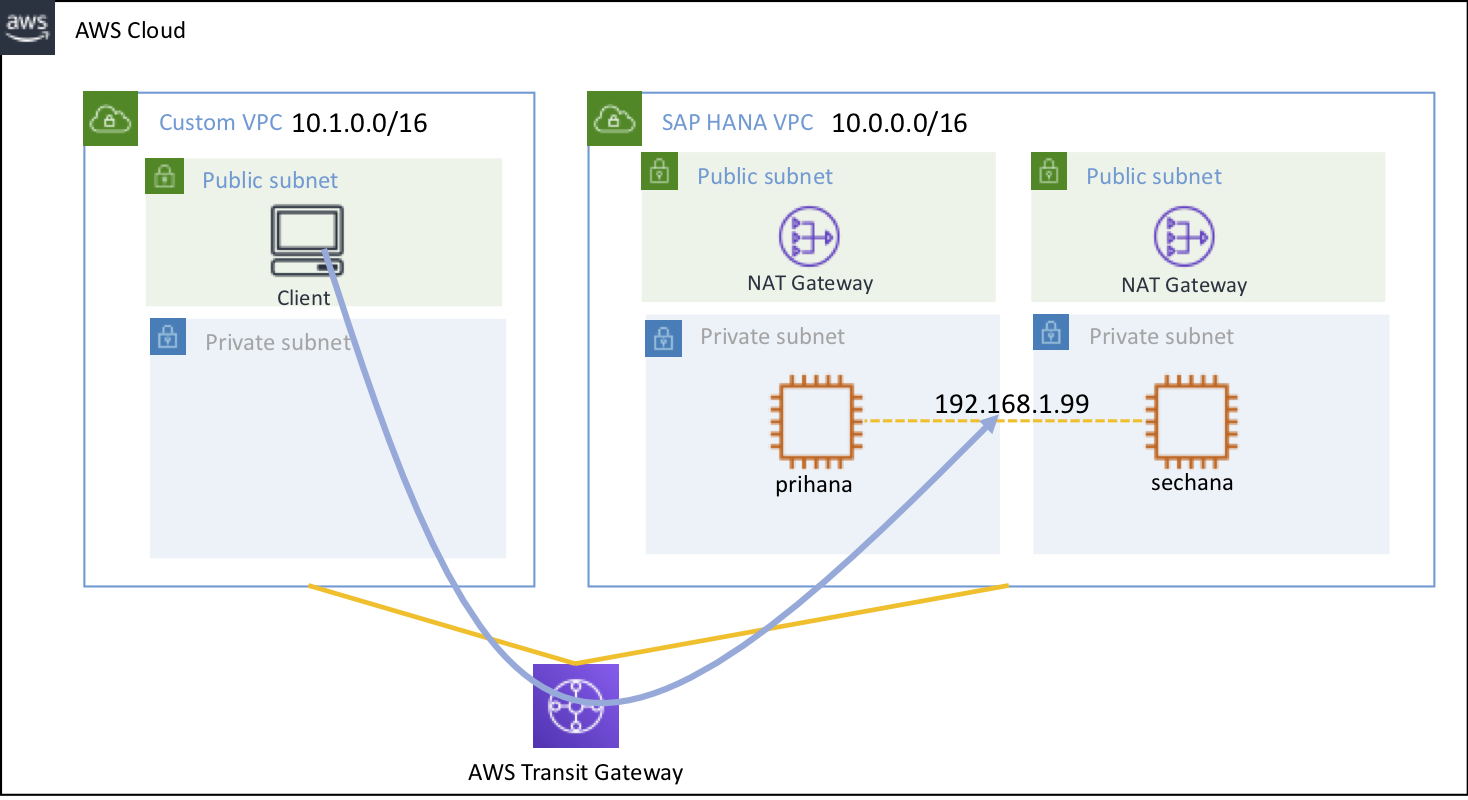 aws
AWS Cloud
Custom VPC 10.1.0.0/16
Public subnet
Client
Private subnet
SAP HANA VPC 10.0.0.0/16
Public subnet
NAT Gateway
Public subnet
NAT Gateway
Private subnet
prihana
192.168.1.99
Private subnet
sechana
AWS Transit Gateway